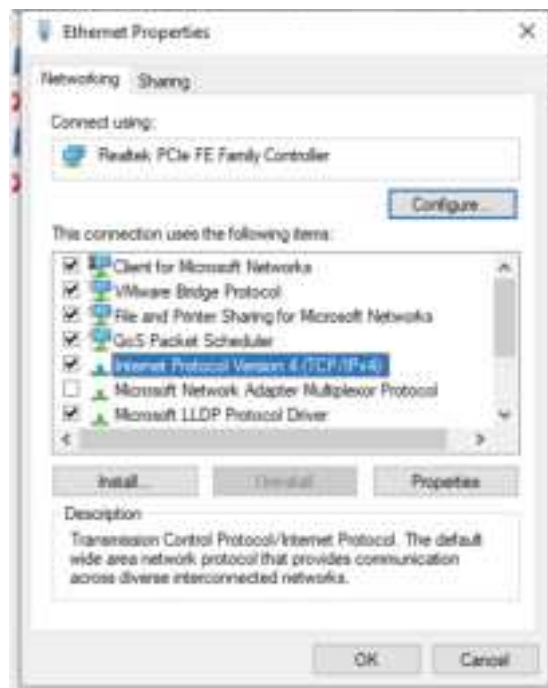 Ethernet Properties
Networking Sharing
Connect using:
Realtek PCIe FE Family Controller
Configure...
This connection uses the following items:
Client for Microsoft Networks
VMware Bridge Protocol
File and Printer Sharing for Microsoft Networks
QoS Packet Scheduler
Internet Protocol Version 4 (TCP/IPv4)
Microsoft Network Adapter Multiplexor Protocol
Microsoft LLDP Protocol Driver
Install... Uninstall Properties
Description
Transmission Control Protocol/Internet Protocol. The default
wide area network protocol that provides communication
across diverse interconnected networks.
OK Cancel